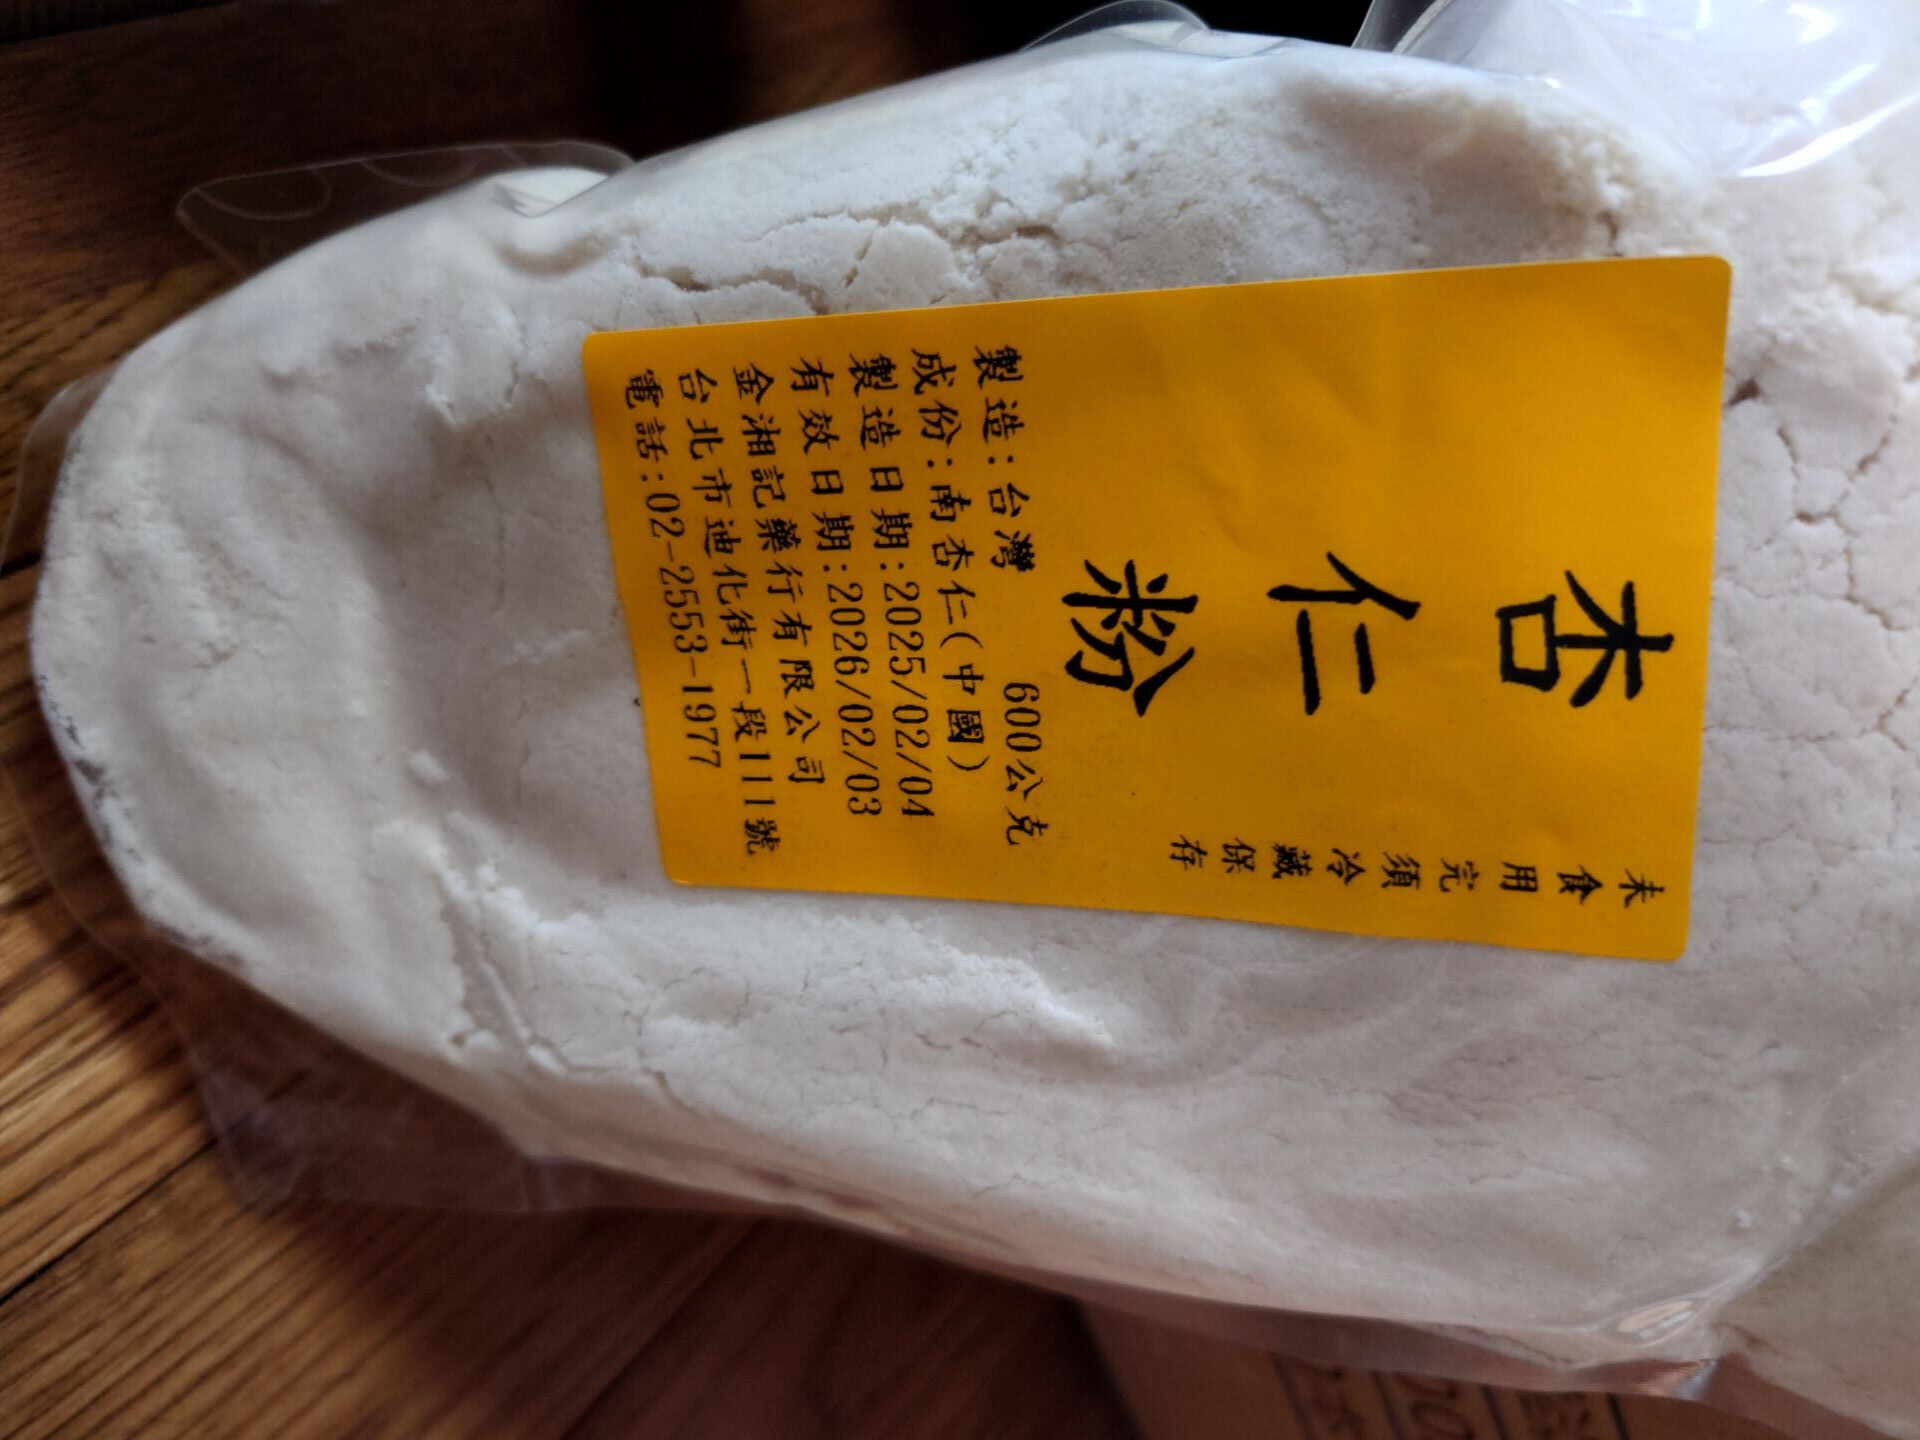 杏仁粉
未食用完須冷藏保存
600公克
製造:台灣
成份:南杏仁(中國)
製造日期:2025/02/04
有效日期:2026/02/03
金湘記藥行有限公司
台北市迪化街一段111號
電話:02-2553-1977